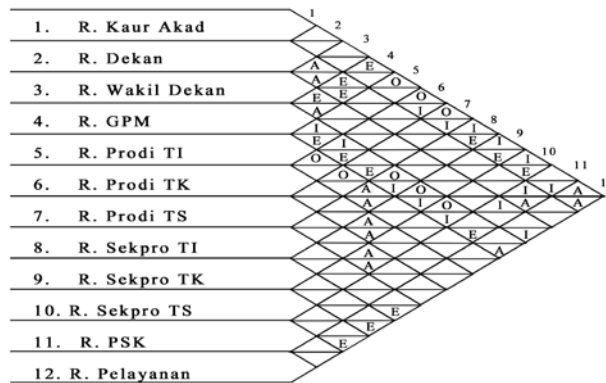 1
1. R. Kaur Akad 2
3
2. R. Dekan 4
A E
5
A E O
3. R. Wakil Dekan 6
E E O
7
A I O
4. R. GPM 8
I I I
9
E I E I
5. R. Prodi TI 10
O E E I
11
O E O E
6. R. Prodi TK
A I O I I A 1
A I O I A A
7. R. Prodi TS
A I
A E I
8. R. Sekpro TI
A A
A
9. R. Sekpro TK
10. R. Sekpro TS E
E
11. R. PSK E
12. R. Pelayanan